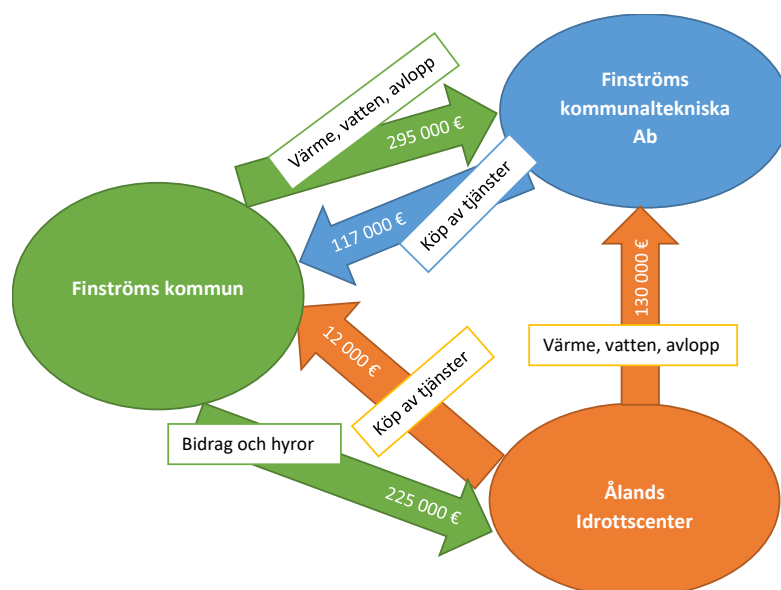 Finströms
kommunaltekniska
Ab
Värme, vatten, avlopp
295 000 €
Köp av tjänster
117 000 €
130 000 €
Finströms kommun
12 000 €
Värme, vatten, avlopp
Köp av tjänster
Bidrag och hyror
225 000 €
Ålands
Idrottscenter